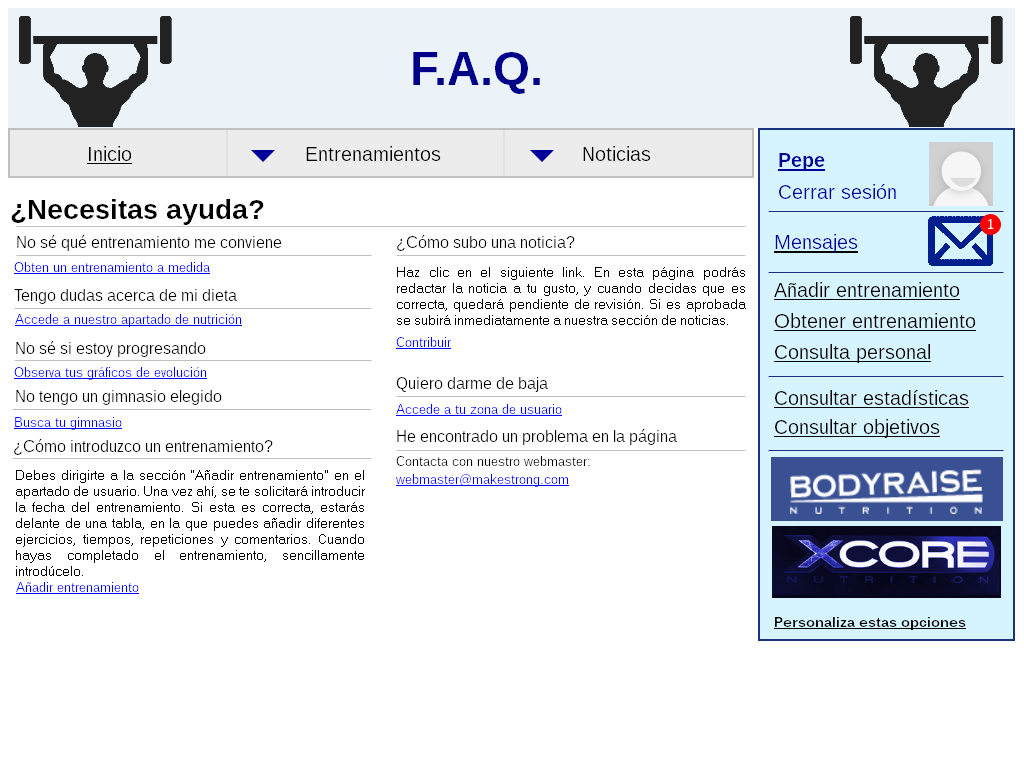 F.A.Q.
Inicio
Entrenamientos
Noticias
¿Necesitas ayuda?
No sé qué entrenamiento me conviene
Obten un entrenamiento a medida
Tengo dudas acerca de mi dieta
Accede a nuestro apartado de nutrición
No sé si estoy progresando
Observa tus gráficos de evolución
No tengo un gimnasio elegido
Busca tu gimnasio
¿Cómo introduzco un entrenamiento?
Debes dirigirte a la sección "Añadir entrenamiento" en el
apartado de usuario. Una vez ahí, se te solicitará introducir
la fecha del entrenamiento. Si esta es correcta, estarás
delante de una tabla, en la que puedes añadir diferentes
ejercicios, tiempos, repeticiones y comentarios. Cuando
hayas completado el entrenamiento, sencillamente
introdúcelo.
Añadir entrenamiento
¿Cómo subo una noticia?
Haz clic en el siguiente link. En esta página podrás
redactar la noticia a tu gusto, y cuando decidas que es
correcta, quedará pendiente de revisión. Si es aprobada
se subirá inmediatamente a nuestra sección de noticias.
Contribuir
Quiero darme de baja
Accede a tu zona de usuario
He encontrado un problema en la página
Contacta con nuestro webmaster:
webmaster@makestrong.com
Pepe
Cerrar sesión
Mensajes
1
Añadir entrenamiento
Obtener entrenamiento
Consulta personal
Consultar estadísticas
Consultar objetivos
BODYRAISE
NUTRITION
XCORE
NUTRITION
Personaliza estas opciones